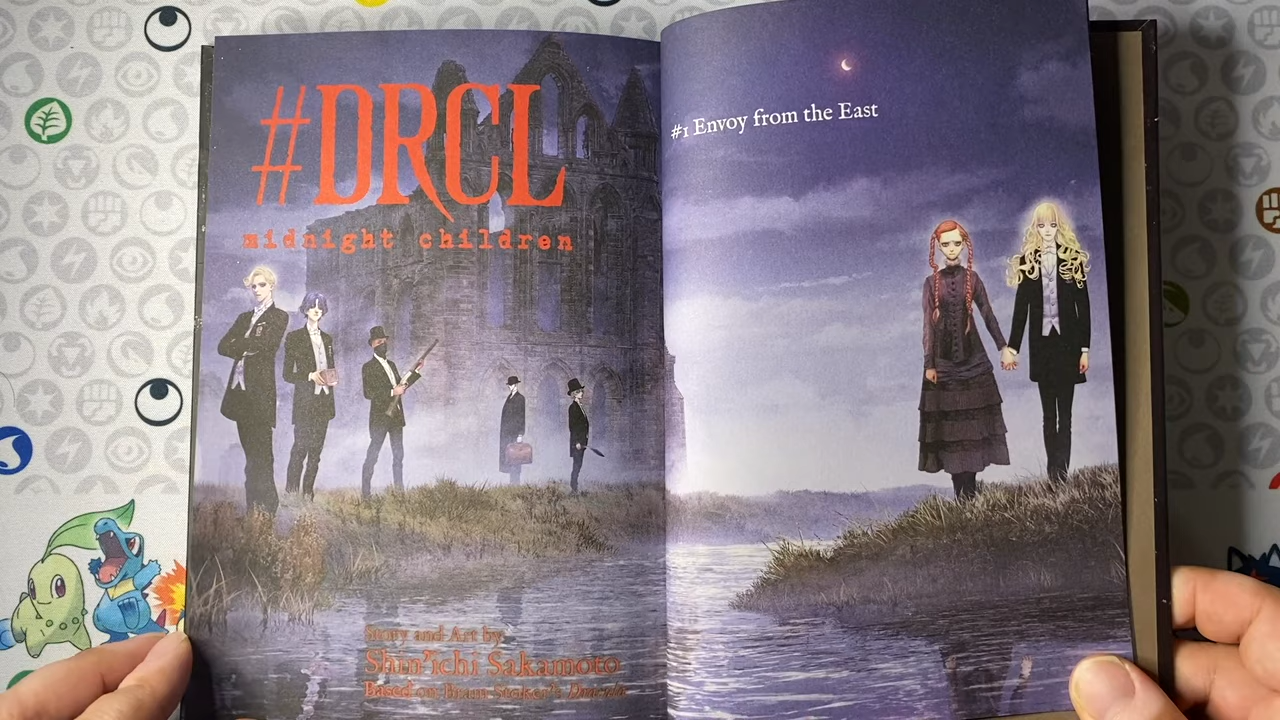 #DRCL
midnight children
Story and Art by
Shin'ichi Sakamoto
Based on Bram Stoker's Dracula
#1 Envoy from the East